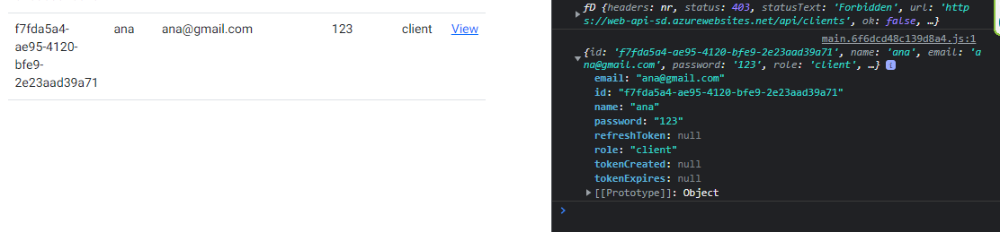 f7fda5a4- ana ana@gmail.com 123 client View
ae95-4120-
bfe9-
2e23aad39a71
ƒD {headers: nr, status: 403, statusText: 'Forbidden', url: 'http
s://web-api-sd.azurewebsites.net/api/clients', ok: false, …}
main.6f6dcd48c139d8a4.js:1
{id: 'f7fda5a4-ae95-4120-bfe9-2e23aad39a71', name: 'ana', email: 'a
na@gmail.com', password: '123', role: 'client', …} i
email: "ana@gmail.com"
id: "f7fda5a4-ae95-4120-bfe9-2e23aad39a71"
name: "ana"
password: "123"
refreshToken: null
role: "client"
tokenCreated: null
tokenExpires: null
[[Prototype]]: Object